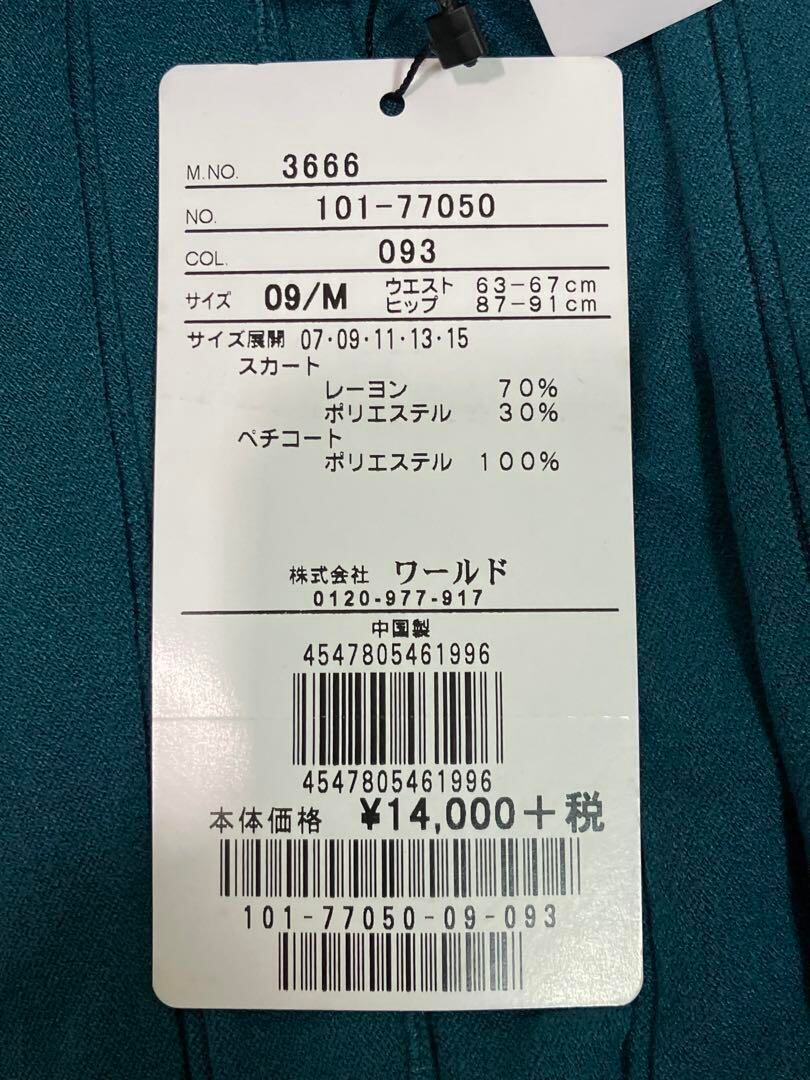 M.NO. 3666
NO. 101-77050
COL. 093
サイズ 09/M ウエスト 63-67cm
ヒップ 87-91cm
サイズ展開 07・09・11・13・15
スカート
レーヨン 70%
ポリエステル 30%
ペチコート
ポリエステル 100%
株式会社 ワールド
0120-977-917
中国製
4547805461996
4547805461996
本体価格 ¥14,000+税
101-77050-09-093